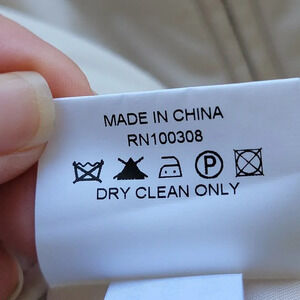 MADE IN CHINA
RN100308
P
DRY CLEAN ONLY